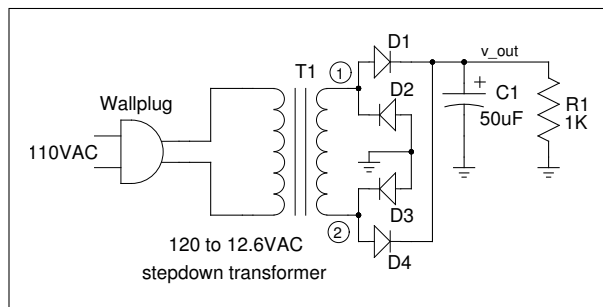 D1
v_out
T1
1
D2
+
C1
50uF
R1
1K
Wallplug
110VAC
D3
2
D4
120 to 12.6VAC
stepdown transformer